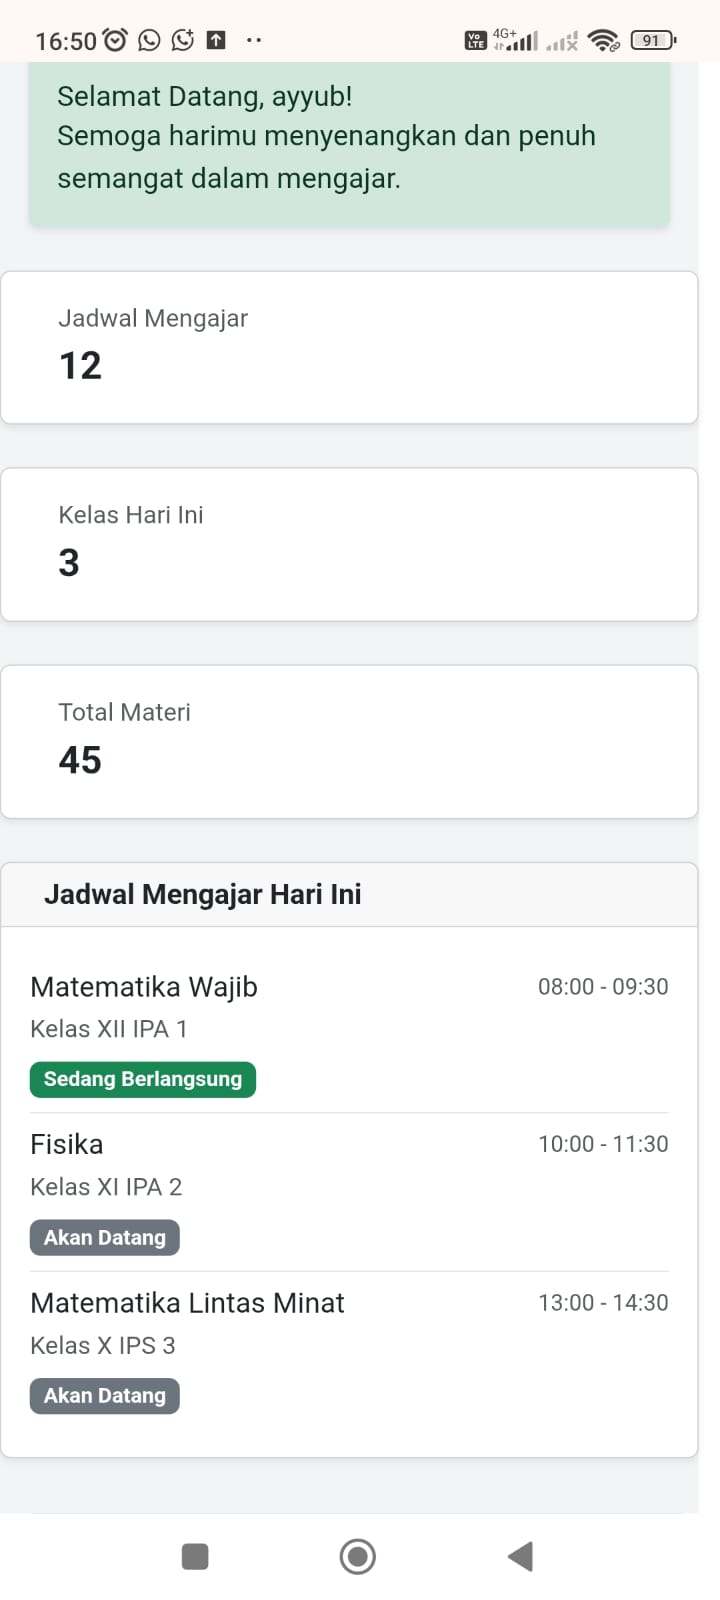 16:50
Vo LTE
4G+
91
Selamat Datang, ayyub!
Semoga harimu menyenangkan dan penuh
semangat dalam mengajar.
Jadwal Mengajar
12
Kelas Hari Ini
3
Total Materi
45
Jadwal Mengajar Hari Ini
Matematika Wajib 08:00 - 09:30
Kelas XII IPA 1
Sedang Berlangsung
Fisika 10:00 - 11:30
Kelas XI IPA 2
Akan Datang
Matematika Lintas Minat 13:00 - 14:30
Kelas X IPS 3
Akan Datang